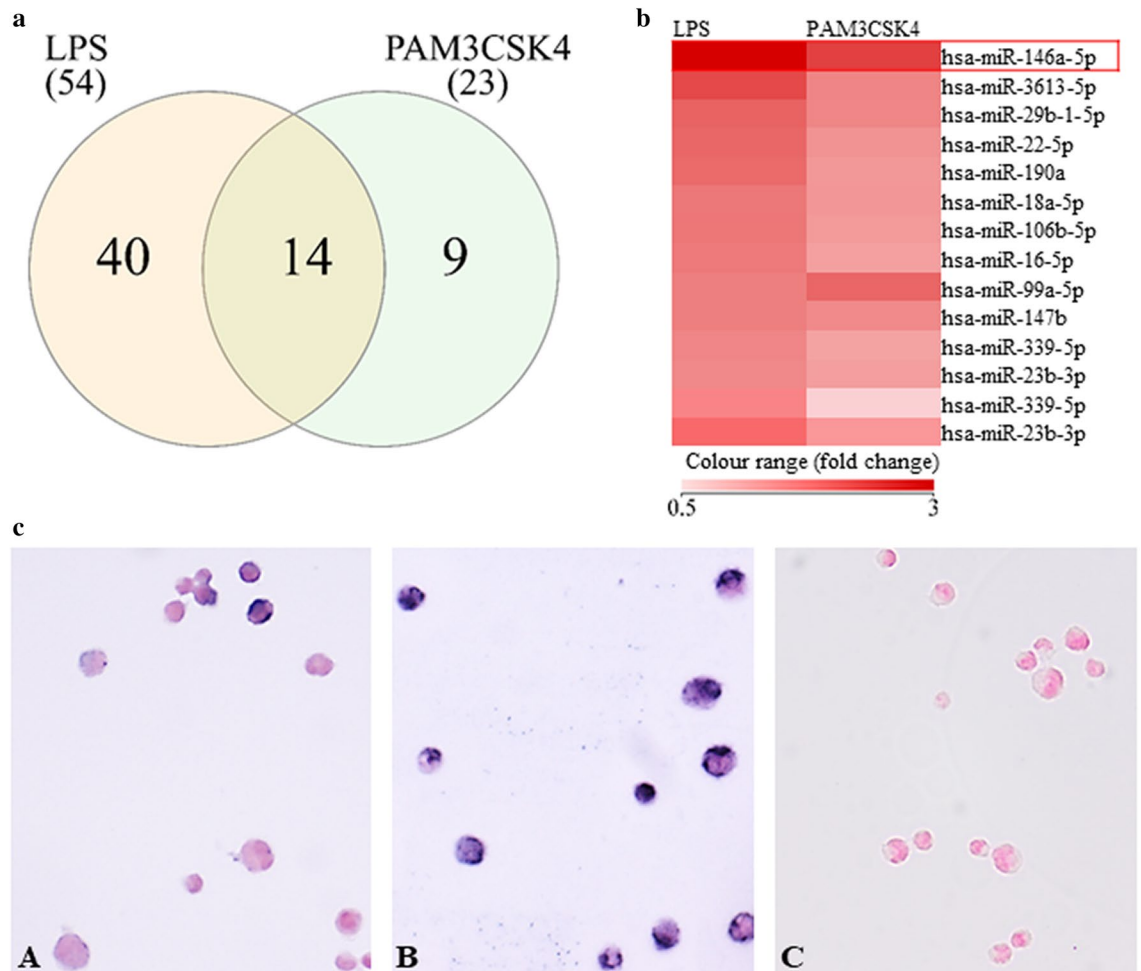 a
LPS
(54)
PAM3CSK4
(23)
40
14
9
b
LPS PAM3CSK4
hsa-miR-146a-5p
hsa-miR-3613-5p
hsa-miR-29b-1-5p
hsa-miR-22-5p
hsa-miR-190a
hsa-miR-18a-5p
hsa-miR-106b-5p
hsa-miR-16-5p
hsa-miR-99a-5p
hsa-miR-147b
hsa-miR-339-5p
hsa-miR-23b-3p
hsa-miR-339-5p
hsa-miR-23b-3p
Colour range (fold change)
0.5 3
c
A B C